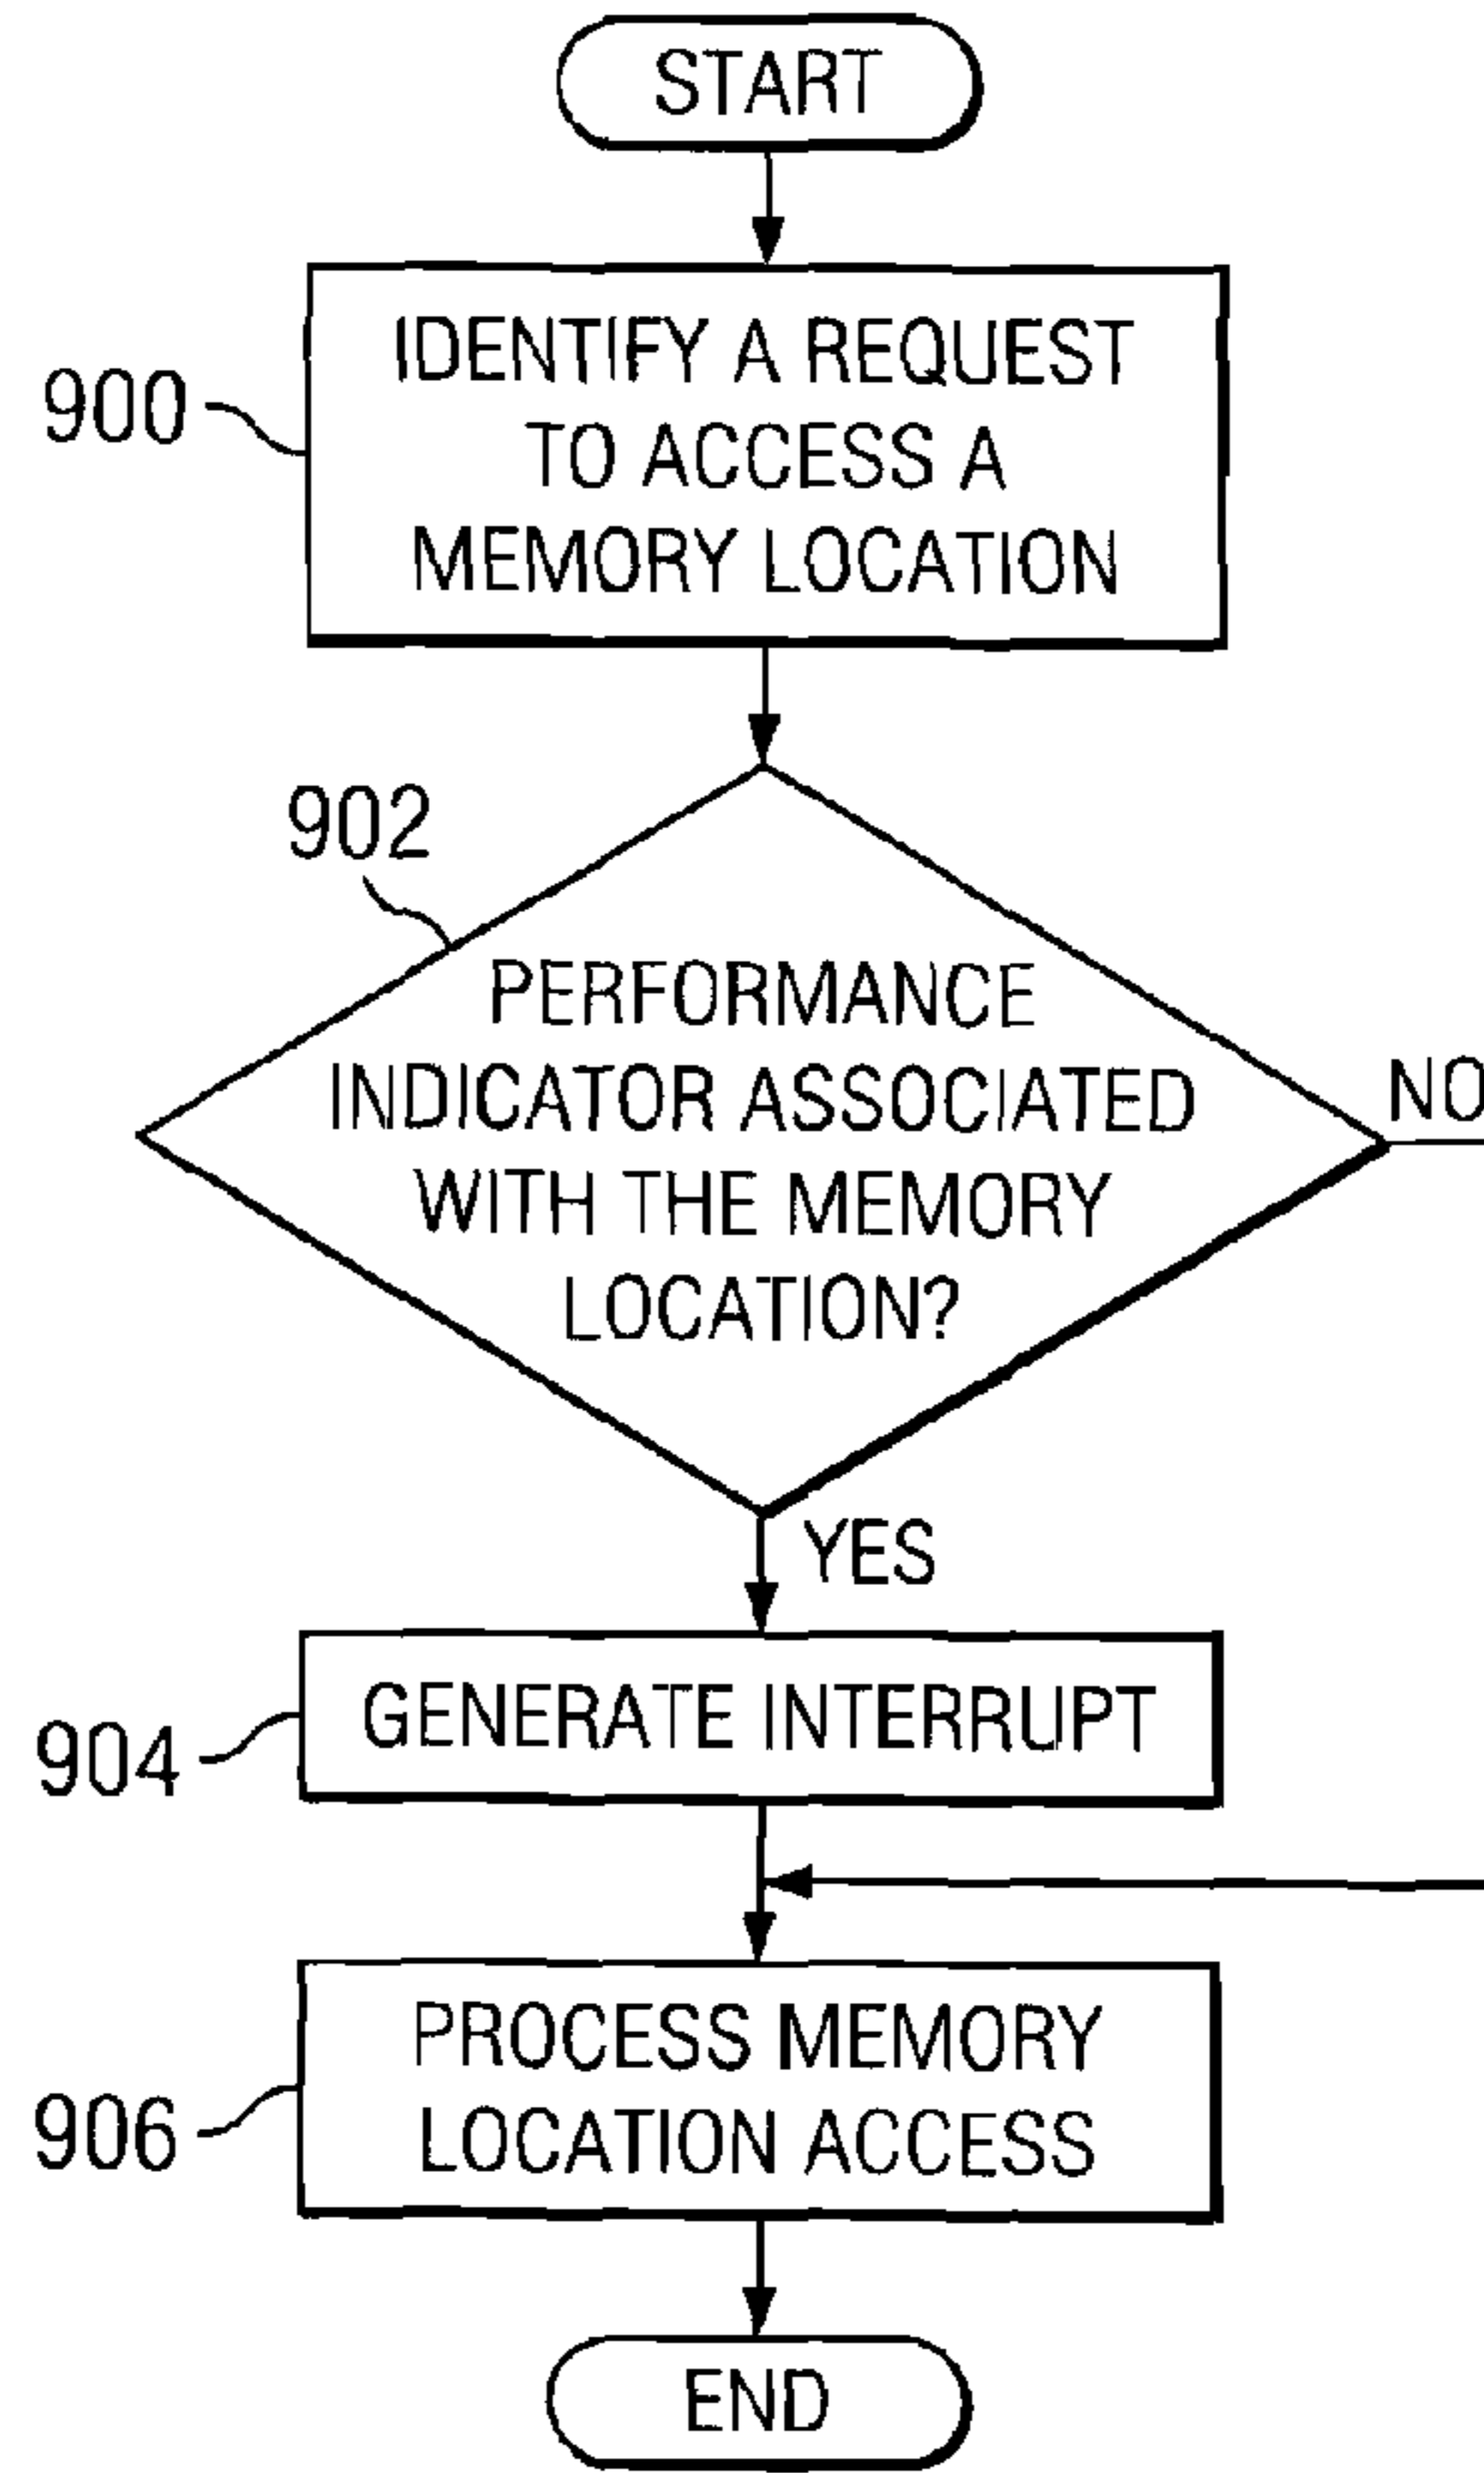 START
900
IDENTIFY A REQUEST
TO ACCESS A
MEMORY LOCATION
902
PERFORMANCE
INDICATOR ASSOCIATED
WITH THE MEMORY
LOCATION?
NO
YES
904
GENERATE INTERRUPT
906
PROCESS MEMORY
LOCATION ACCESS
END